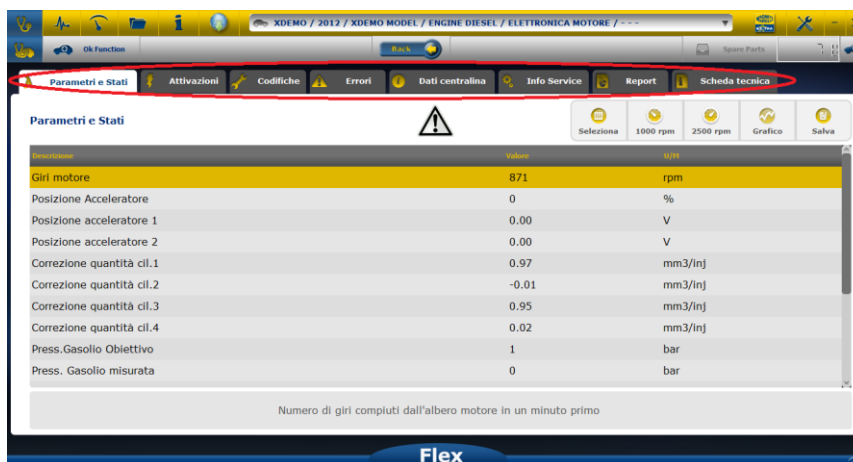 XDEMO / 2012 / XDEMO MODEL / ENGINE DIESEL / ELETTRONICA MOTORE / - - -
Ok Function
Back
Spare Parts
Parametri e Stati
Attivazioni
Codifiche
Errori
Dati centralina
Info Service
Report
Scheda tecnica
Parametri e Stati
Seleziona
1000 rpm
2500 rpm
Grafico
Salva
Descrizione Valore U/M
Giri motore 871 rpm
Posizione Acceleratore 0 %
Posizione acceleratore 1 0.00 V
Posizione acceleratore 2 0.00 V
Correzione quantità cil.1 0.97 mm3/inj
Correzione quantità cil.2 -0.01 mm3/inj
Correzione quantità cil.3 0.95 mm3/inj
Correzione quantità cil.4 0.02 mm3/inj
Press.Gasolio Obiettivo 1 bar
Press. Gasolio misurata 0 bar
Numero di giri compiuti dall'albero motore in un minuto primo
Flex